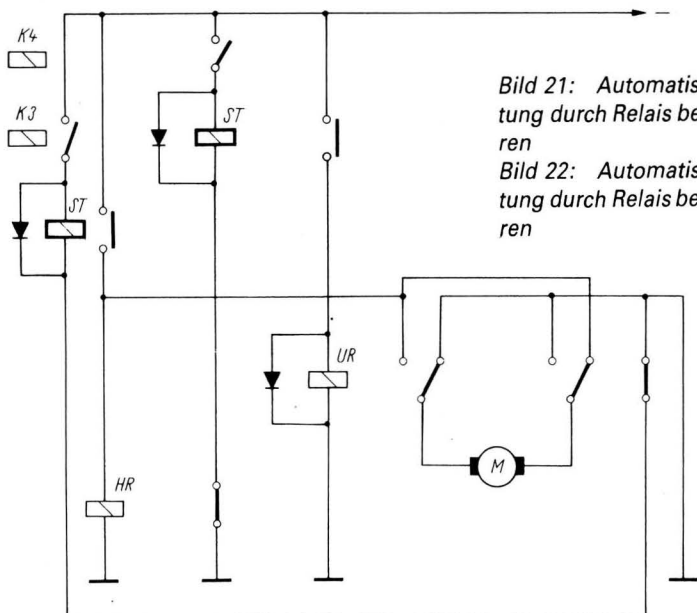 K4
K3
ST
ST
Bild 21: Automatis
tung durch Relais be
ren
Bild 22: Automatis
tung durch Relais be
ren
UR
HR
M